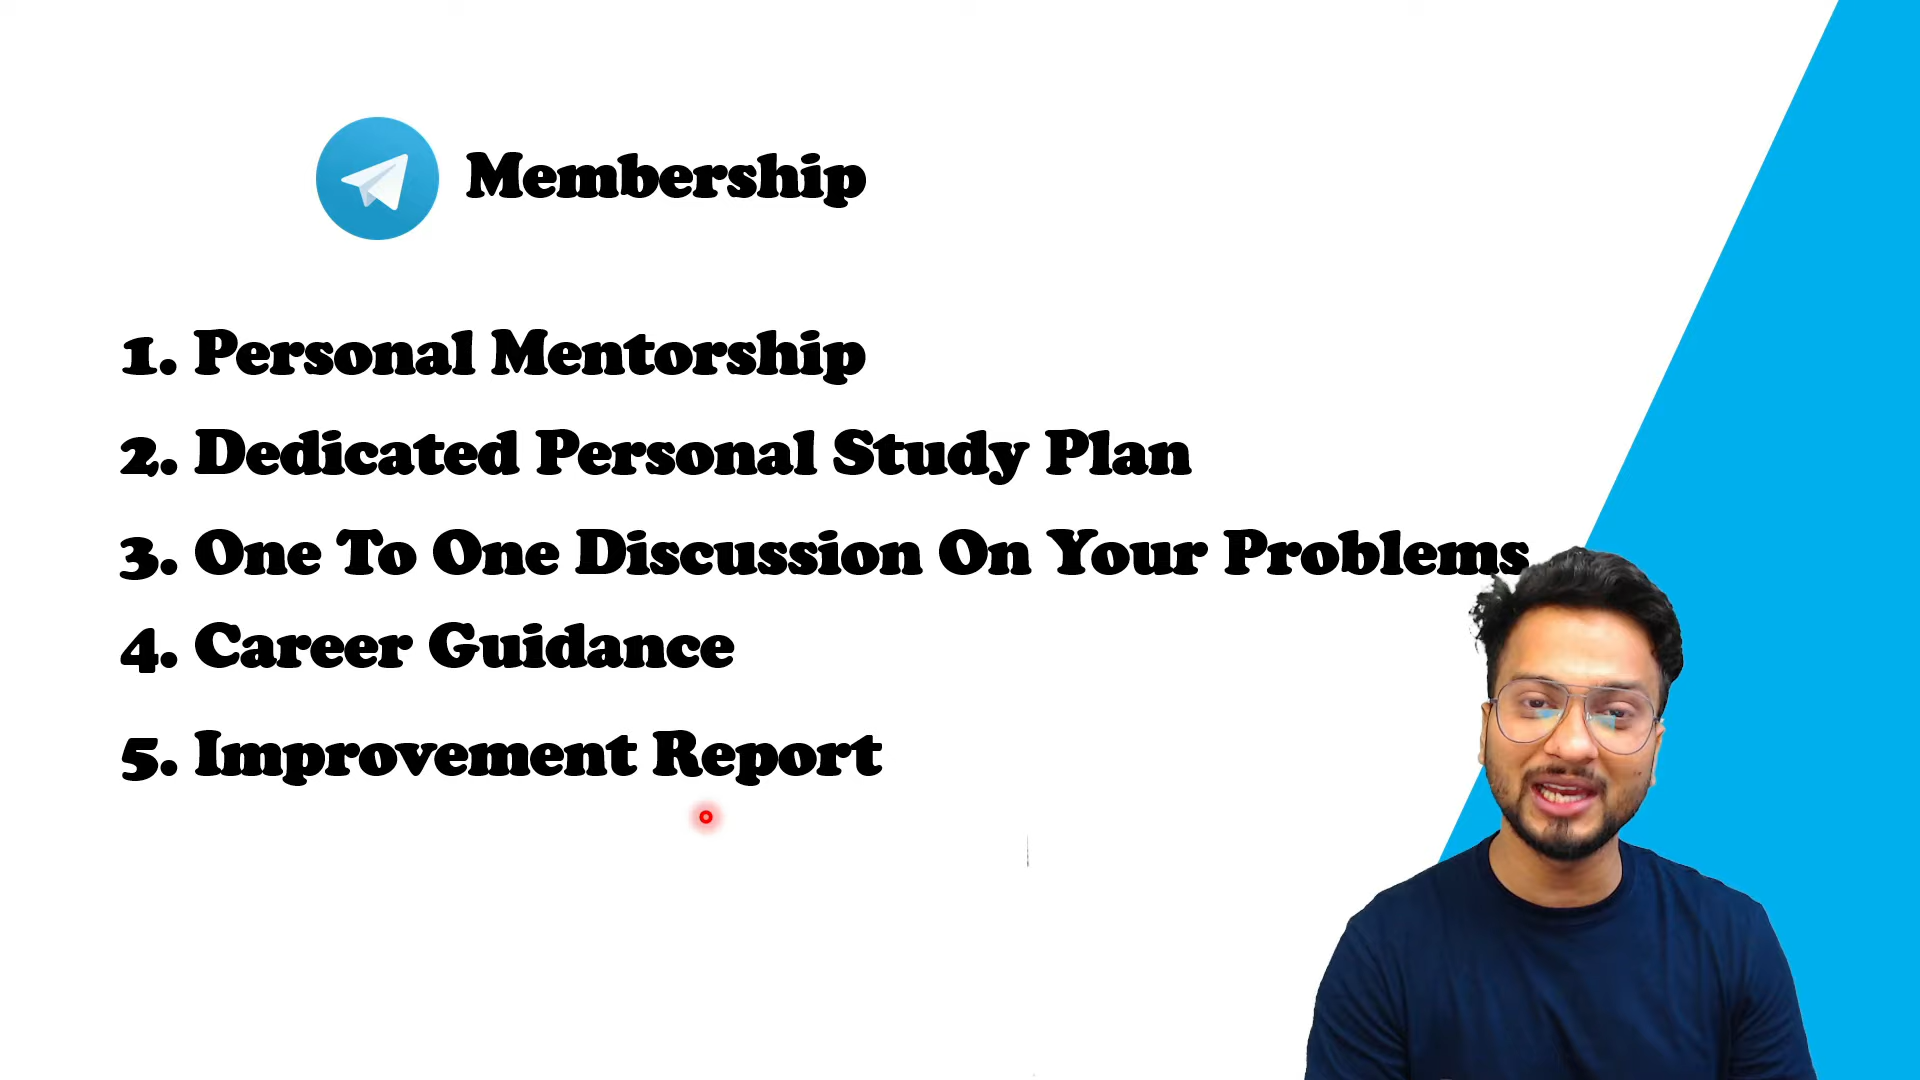 Membership
1. Personal Mentorship
2. Dedicated Personal Study Plan
3. One To One Discussion On Your Problems
4. Career Guidance
5. Improvement Report